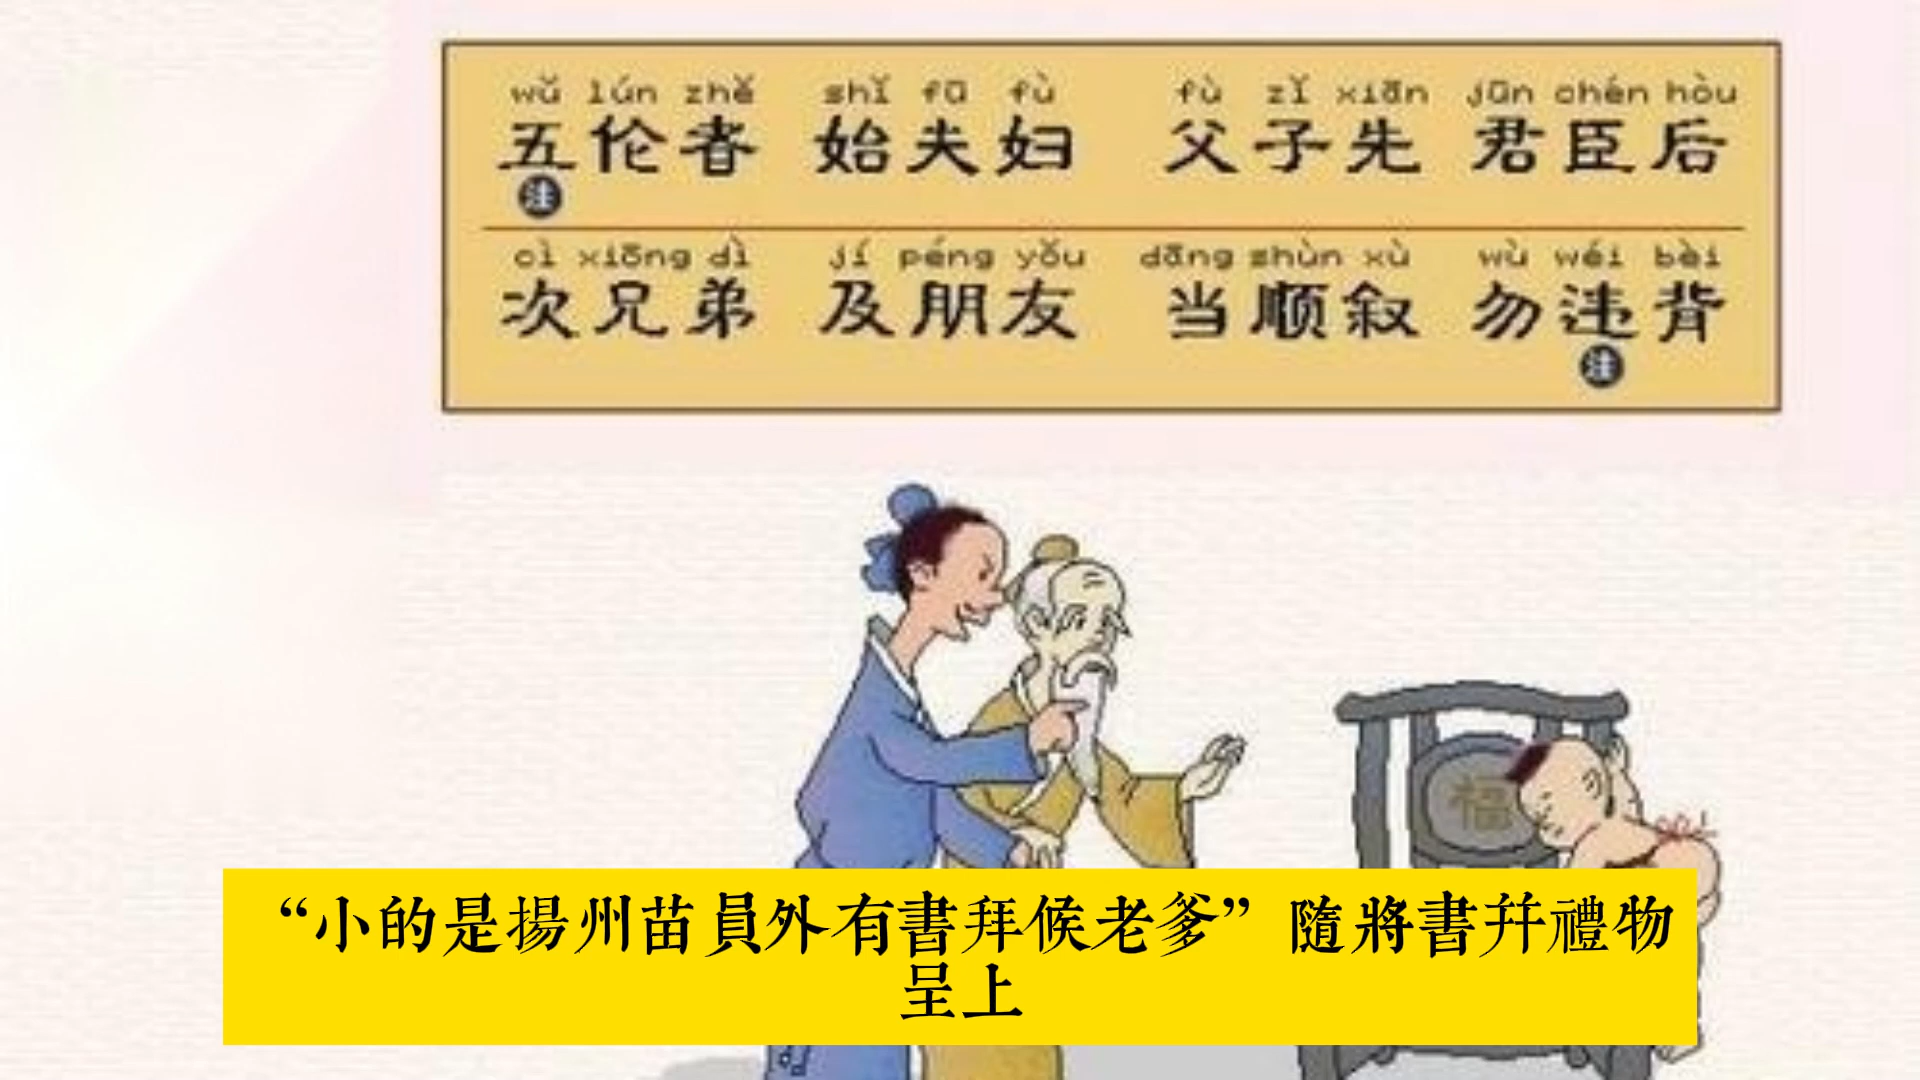 wǔ lún zhě shǐ fū fù fù zǐ xiān jūn chén hòu
五伦者 始夫妇 父子先 君臣后
注
cì xiōng dì jí péng yǒu dāng shùn xù wù wéi bèi
次兄弟 及朋友 当顺叙 勿违背
注
福
“小的是揚州苗員外有書拜候老爹”隨將書并禮物
呈上